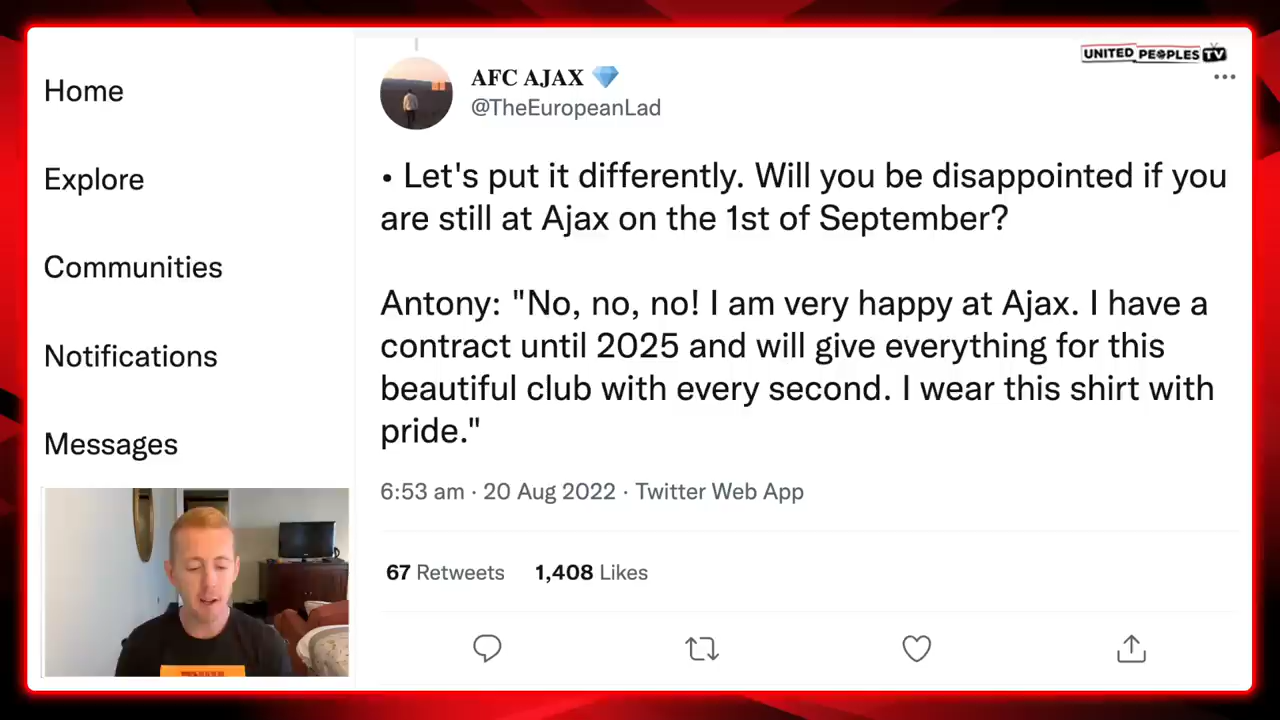 UNITED PEOPLES TV
Home
Explore
Communities
Notifications
Messages
AFC AJAX 💎
@TheEuropeanLad
• Let's put it differently. Will you be disappointed if you
are still at Ajax on the 1st of September?
Antony: "No, no, no! I am very happy at Ajax. I have a
contract until 2025 and will give everything for this
beautiful club with every second. I wear this shirt with
pride."
6:53 am · 20 Aug 2022 · Twitter Web App
67 Retweets 1,408 Likes